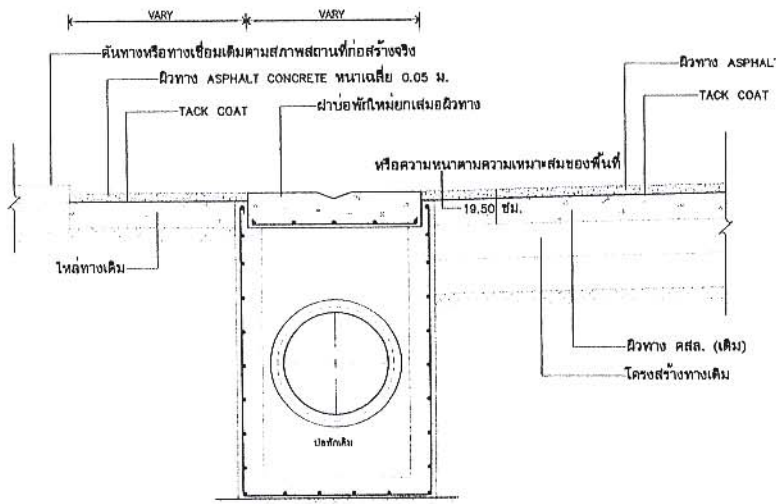 VARY
VARY
คันทางหรือทางเชื่อมเดิมตามสภาพสถานที่ก่อสร้างจริง
ผิวทาง ASPHALT CONCRETE หนาเฉลี่ย 0.05 ม.
TACK COAT
ฝาบ่อพักใหม่ยกเสมอผิวทาง
ผิวทาง ASPHALT
TACK COAT
หรือความหนาตามความเหมาะสมของพื้นที่
19.50 ซม.
ไหล่ทางเดิม
ผิวทาง คสล. (เดิม)
โครงสร้างทางเดิม
บ่อพักเดิม